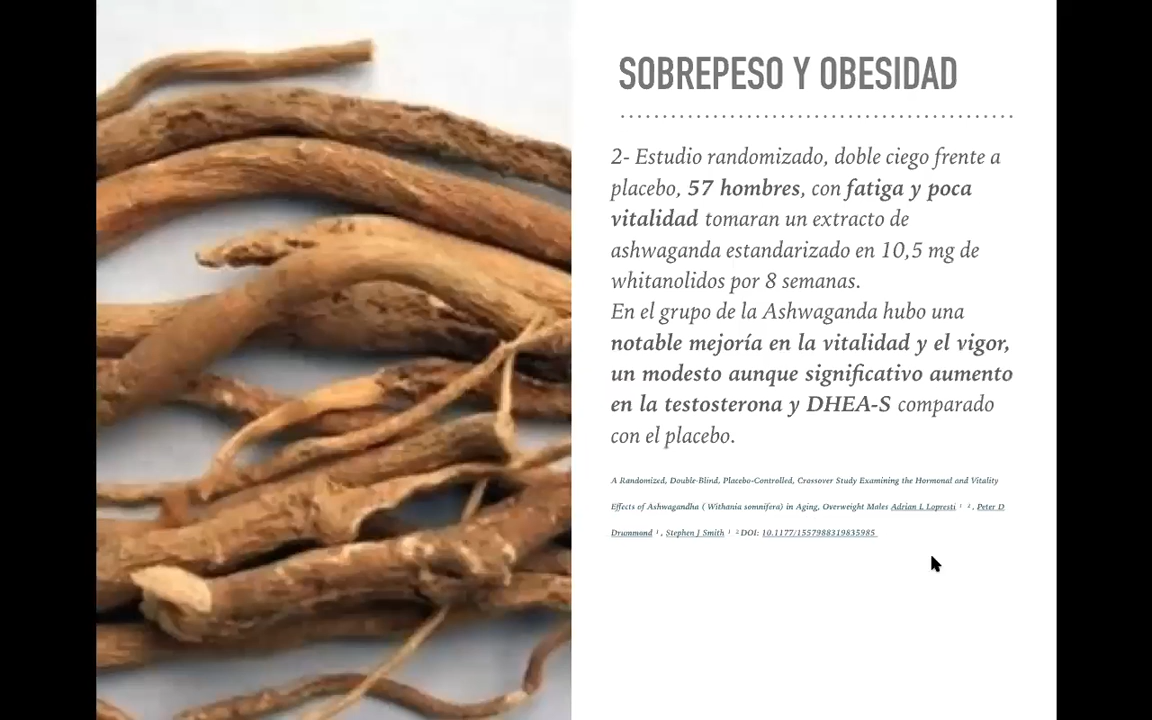 SOBREPESO Y OBESIDAD
2- Estudio randomizado, doble ciego frente a
placebo, 57 hombres, con fatiga y poca
vitalidad tomaran un extracto de
ashwaganda estandarizado en 10,5 mg de
whitanolidos por 8 semanas.
En el grupo de la Ashwaganda hubo una
notable mejoría en la vitalidad y el vigor,
un modesto aunque significativo aumento
en la testosterona y DHEA-S comparado
con el placebo.
A Randomized, Double-Blind, Placebo-Controlled, Crossover Study Examining the Hormonal and Vitality
Effects of Ashwagandha ( Withania somnifera) in Aging, Overweight Males Adrian L Lopresti ¹ ², Peter D
Drummond ¹, Stephen J Smith ¹ ² DOI: 10.1177/1557988319835985